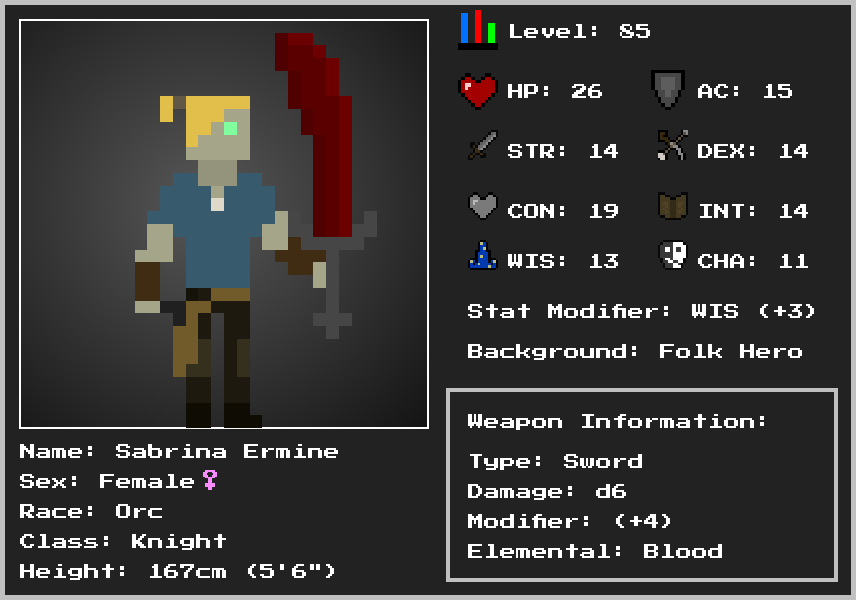 Level: 85
HP: 26
AC: 15
STR: 14
DEX: 14
CON: 19
INT: 14
WIS: 13
CHA: 11
Stat Modifier: WIS (+3)
Background: Folk Hero
Weapon Information:
Type: Sword
Damage: d6
Modifier: (+4)
Elemental: Blood
Name: Sabrina Ermine
Sex: Female♀
Race: Orc
Class: Knight
Height: 167cm (5'6")